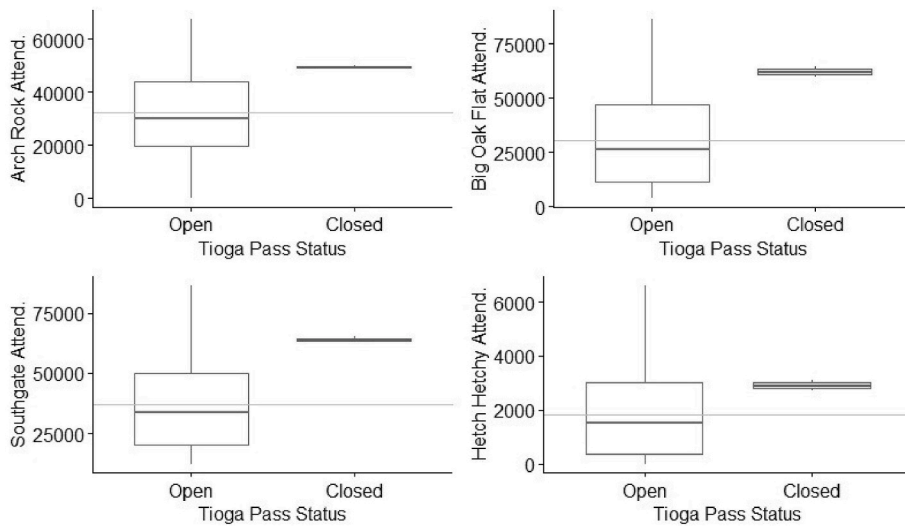 Arch Rock Attend.
60000
40000
20000
0
Open Closed
Tioga Pass Status
Big Oak Flat Attend.
75000
50000
25000
0
Open Closed
Tioga Pass Status
Southgate Attend.
75000
50000
25000
Open Closed
Tioga Pass Status
Hetch Hetchy Attend.
6000
4000
2000
0
Open Closed
Tioga Pass Status